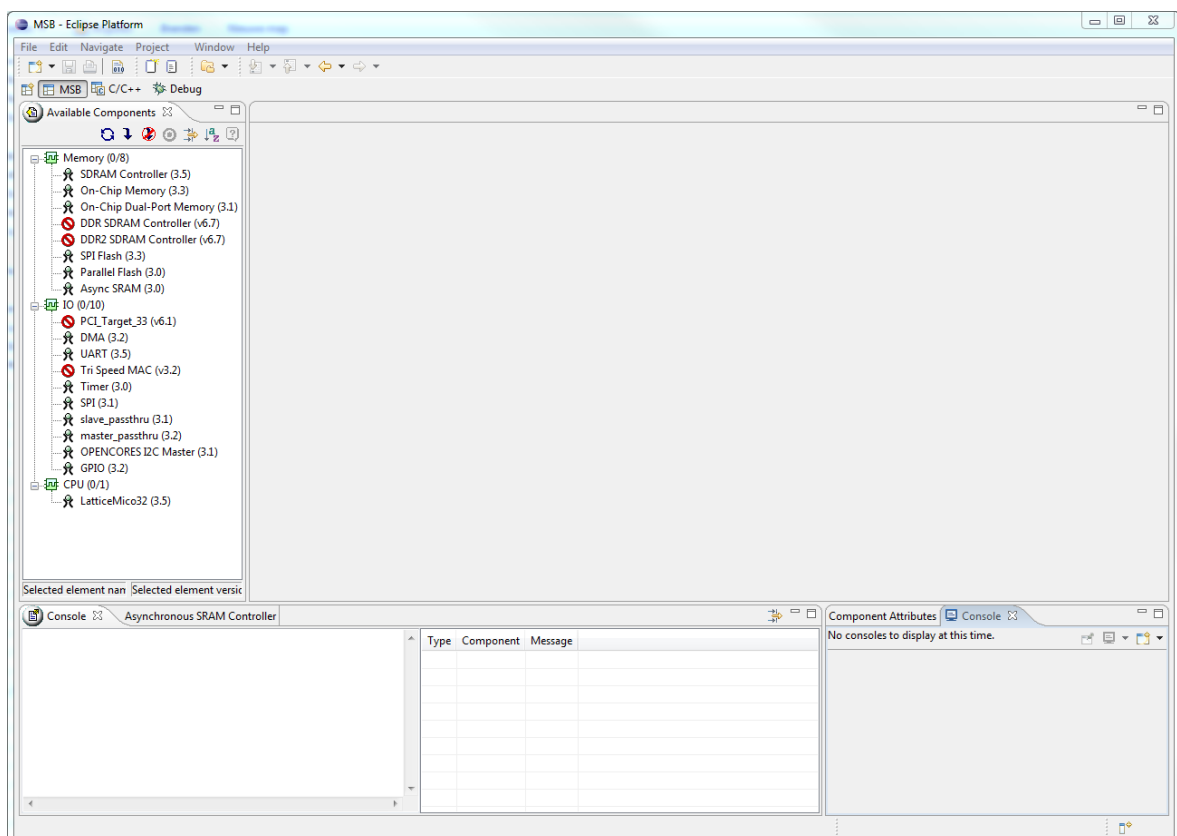 MSB - Eclipse Platform
File Edit Navigate Project Window Help
MSB C/C++ Debug
Available Components
Memory (0/8)
SDRAM Controller (3.5)
On-Chip Memory (3.3)
On-Chip Dual-Port Memory (3.1)
DDR SDRAM Controller (v6.7)
DDR2 SDRAM Controller (v6.7)
SPI Flash (3.3)
Parallel Flash (3.0)
Async SRAM (3.0)
IO (0/10)
PCI_Target_33 (v6.1)
DMA (3.2)
UART (3.5)
Tri Speed MAC (v3.2)
Timer (3.0)
SPI (3.1)
slave_passthru (3.1)
master_passthru (3.2)
OPENCORES I2C Master (3.1)
GPIO (3.2)
CPU (0/1)
LatticeMico32 (3.5)
Selected element nan Selected element versic
Console Asynchronous SRAM Controller
Type Component Message
Component Attributes Console
No consoles to display at this time.